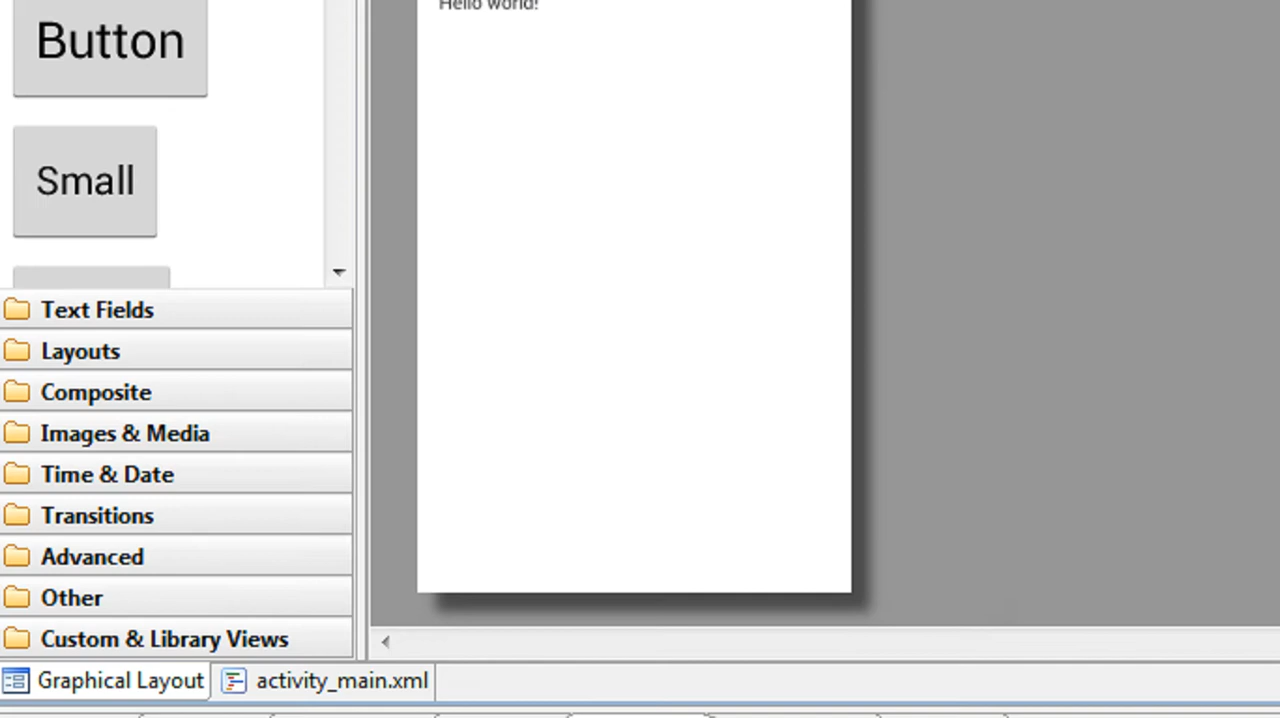 Hello world!
Button
Small
Text Fields
Layouts
Composite
Images & Media
Time & Date
Transitions
Advanced
Other
Custom & Library Views
Graphical Layout
activity_main.xml